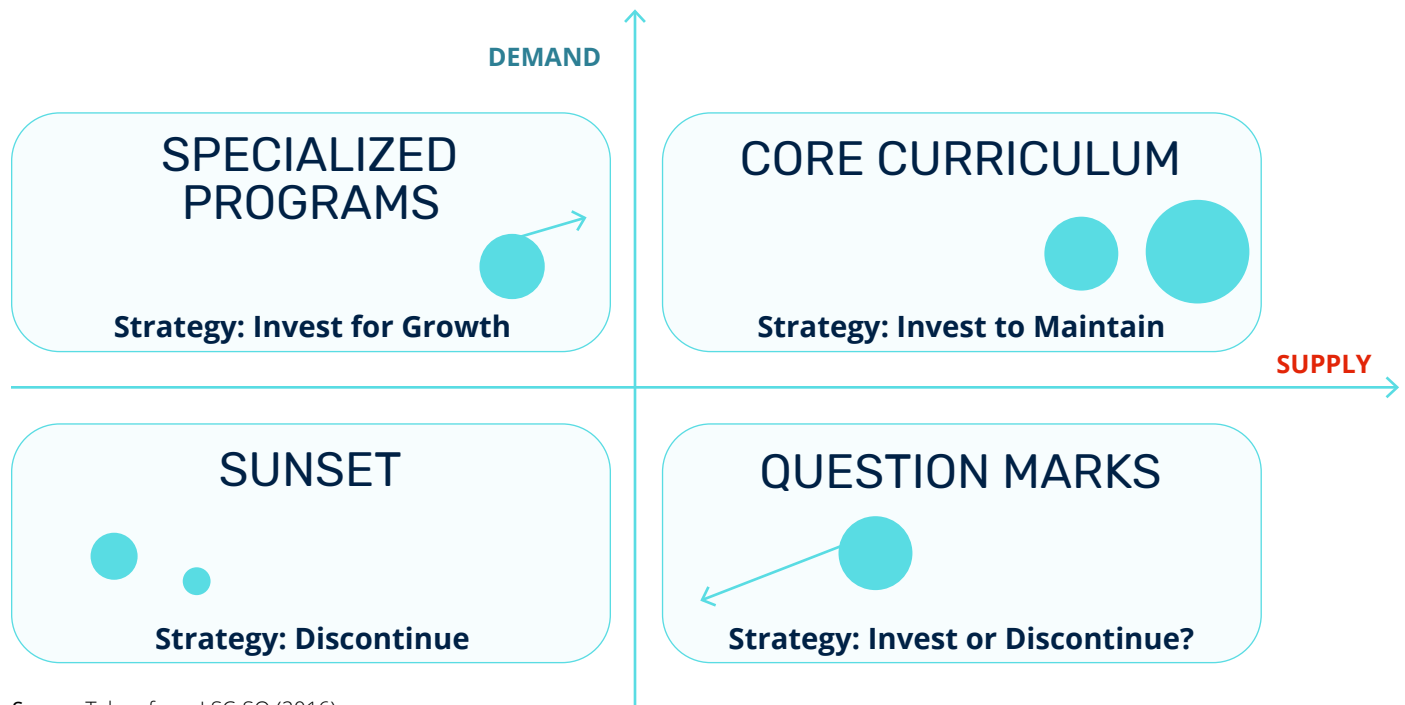 DEMAND
SPECIALIZED
PROGRAMS
Strategy: Invest for Growth
CORE CURRICULUM
Strategy: Invest to Maintain
SUPPLY
SUNSET
Strategy: Discontinue
QUESTION MARKS
Strategy: Invest or Discontinue?
(2016)